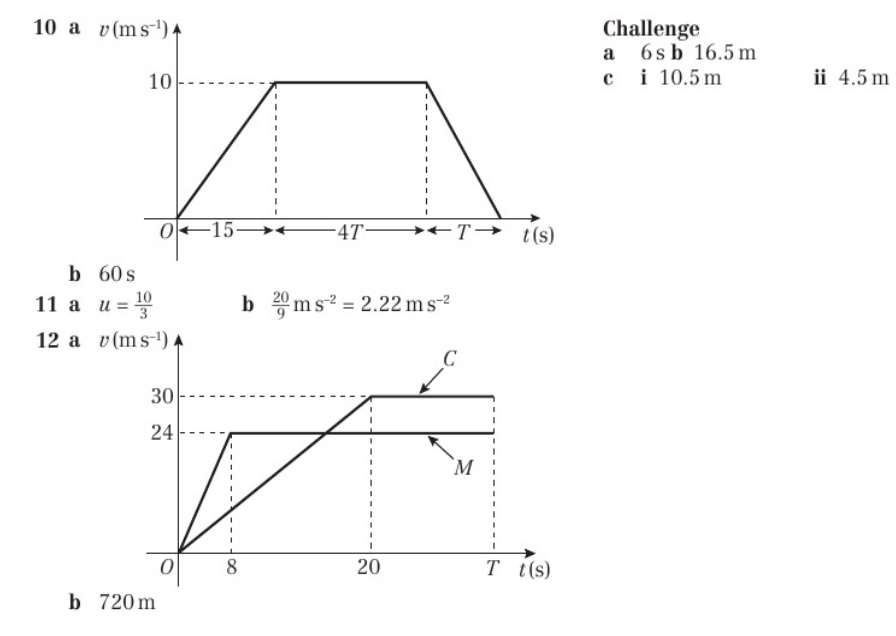 10 a v (m s⁻¹)
10
O 15 4T T t (s)
b 60 s
11 a u = 10/3 b 20/9 m s⁻² = 2.22 m s⁻²
12 a v (m s⁻¹)
C
30
24
M
O 8 20 T t (s)
b 720 m
Challenge
a 6 s b 16.5 m
c i 10.5 m ii 4.5 m